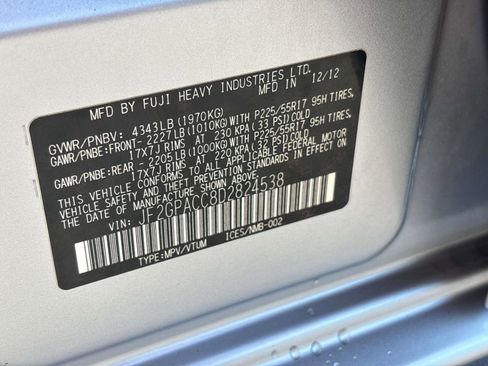 MFD BY FUJI HEAVY INDUSTRIES LTD.
MFD IN 12/12
GVWR/PNBV: 4343LB (1970KG)
GAWR/PNBE: FRONT- 2227LB (1010KG) WITH P225/55R17 95H TIRES,
17X7J RIMS AT 230 KPA (33 PSI) COLD
GAWR/PNBE: REAR - 2205LB (1000KG) WITH P225/55R17 95H TIRES,
17X7J RIMS AT 220 KPA (32 PSI) COLD
THIS VEHICLE CONFORMS TO ALL APPLICABLE FEDERAL MOTOR
VEHICLE SAFETY STANDARDS IN EFFECT ON THE DATE OF
MANUFACTURE SHOWN ABOVE.
VIN: JF2GPACC8D2824538
TYPE:MPV/VTUM ICES/NMB-002